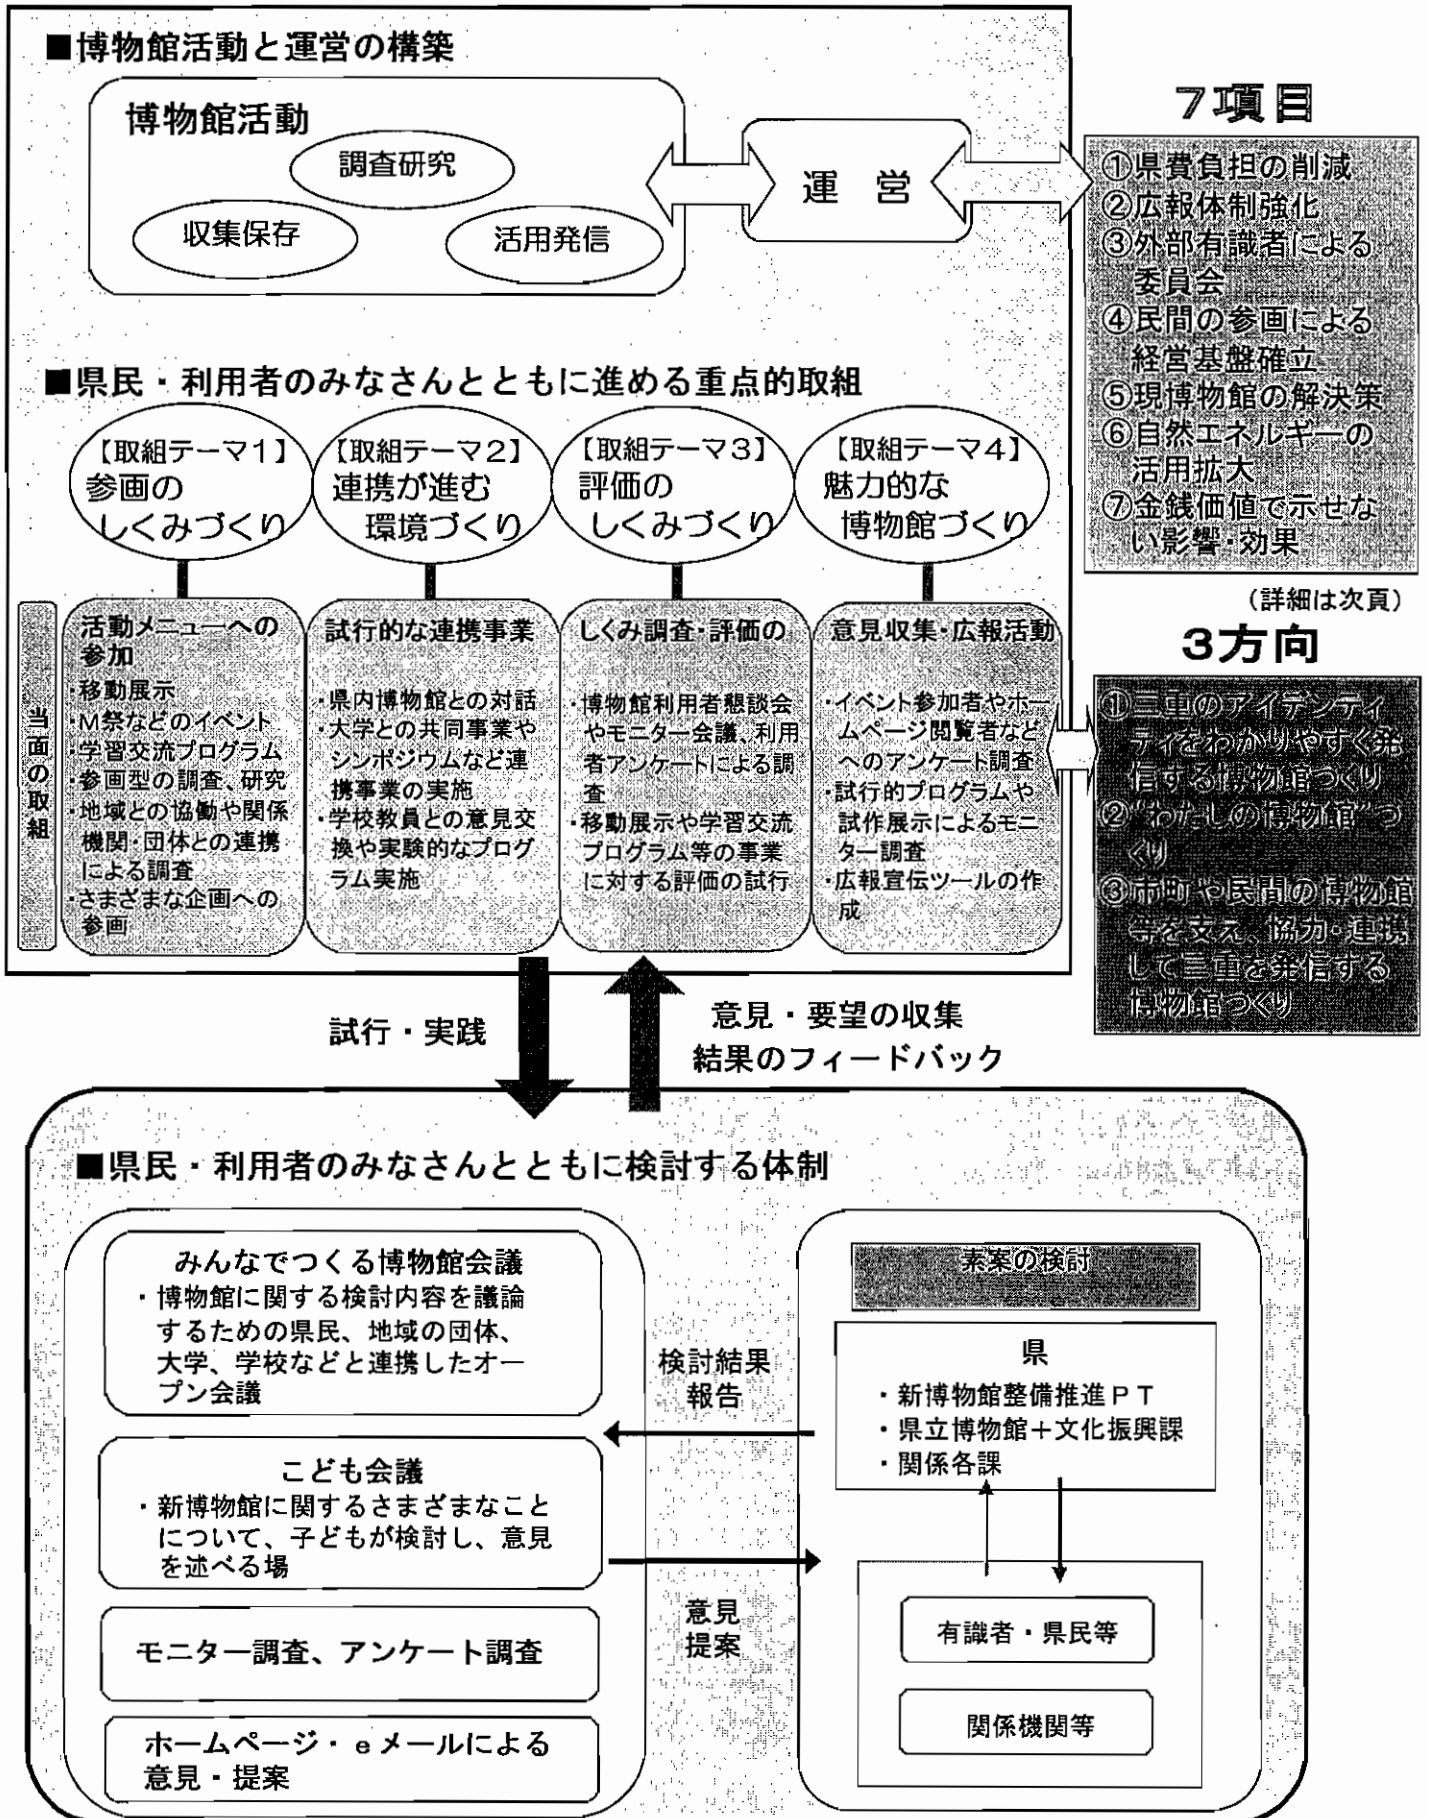 ■博物館活動と運営の構築
博物館活動
調査研究
収集保存
活用発信
運 営
7項目
①県費負担の削減
②広報体制強化
③外部有識者による
委員会
④民間の参画による
経営基盤確立
⑤現博物館の解決策
⑥自然エネルギーの
活用拡大
⑦金銭価値で示せな
い影響・効果
(詳細は次頁)
■県民・利用者のみなさんとともに進める重点的取組
【取組テーマ1】
参画の
しくみづくり
【取組テーマ2】
連携が進む
環境づくり
【取組テーマ3】
評価の
しくみづくり
【取組テーマ4】
魅力的な
博物館づくり
当面の取組
活動メニューへの
参加
・移動展示
・M祭などのイベント
・学習交流プログラム
・参画型の調査、研究
・地域との協働や関係
機関・団体との連携
による調査
・さまざまな企画への
参画
試行的な連携事業
・県内博物館との対話
・大学との共同事業や
シンポジウムなど連
携事業の実施
・学校教員との意見交
換や実験的なプログ
ラム実施
しくみ調査・評価の
・博物館利用者懇談会
やモニター会議、利用
者アンケートによる調
査
・移動展示や学習交流
プログラム等の事業
に対する評価の試行
意見収集・広報活動
・イベント参加者やホー
ムページ閲覧者など
へのアンケート調査
・試行的プログラムや
試作展示によるモニ
ター調査
・広報宣伝ツールの作
成
3方向
①三重のアイデンティ
ティをわかりやすく発
信する博物館づくり
②“わたしの博物館”づ
くり
③市町や民間の博物館
等を支え、協力・連携
して三重を発信する
博物館づくり
試行・実践
意見・要望の収集
結果のフィードバック
■県民・利用者のみなさんとともに検討する体制
みんなでつくる博物館会議
・博物館に関する検討内容を議論
するための県民、地域の団体、
大学、学校などと連携したオー
プン会議
こども会議
・新博物館に関するさまざまなこと
について、子どもが検討し、意見
を述べる場
モニター調査、アンケート調査
ホームページ・eメールによる
意見・提案
検討結果
報告
意見
提案
素案の検討
県
・新博物館整備推進PT
・県立博物館＋文化振興課
・関係各課
有識者・県民等
関係機関等